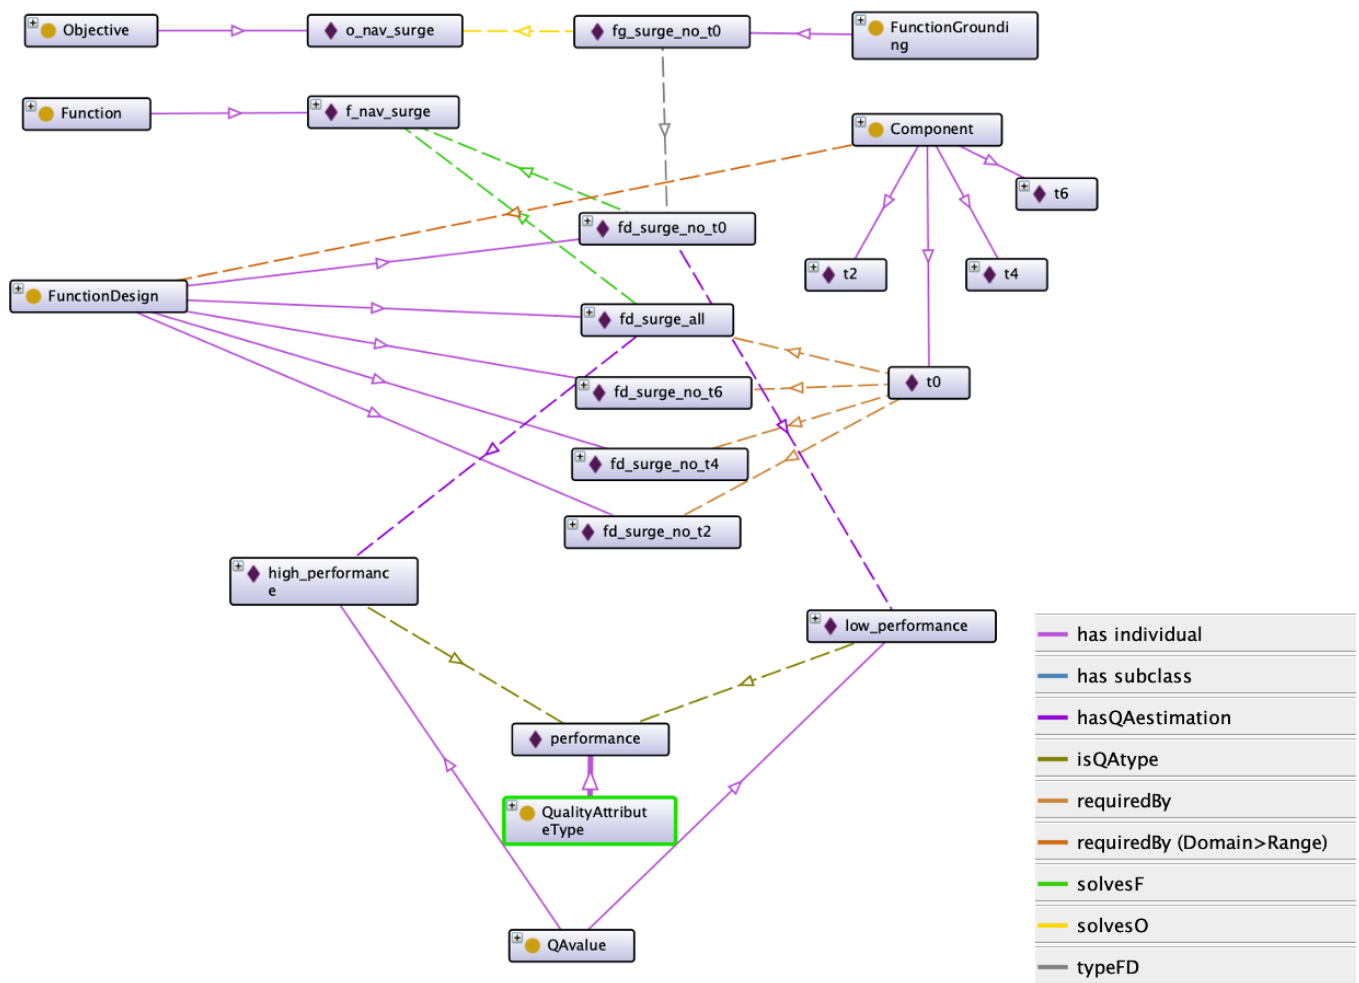 Objective
o_nav_surge
fg_surge_no_t0
FunctionGroundi
ng
Function
f_nav_surge
Component
t6
fd_surge_no_t0
t2
t4
FunctionDesign
fd_surge_all
t0
fd_surge_no_t6
fd_surge_no_t4
fd_surge_no_t2
high_performanc
e
low_performance
performance
QualityAttribut
eType
QAvalue
has individual
has subclass
hasQAestimation
isQAtype
requiredBy
requiredBy (Domain>Range)
solvesF
solvesO
typeFD